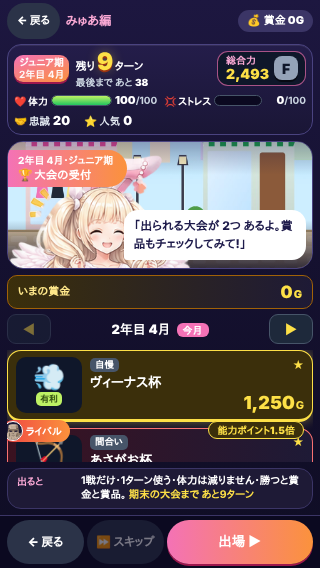 ← 戻る
みゅあ編
💰 賞金 0G
ジュニア期
2年目 4月
残り9ターン
最後まで あと 38
総合力
2,493
F
❤️ 体力
100/100
💢 ストレス
0/100
🤝 忠誠 20
⭐ 人気 0
2年目 4月・ジュニア期
🏆 大会の受付
「出られる大会が 2つ あるよ。賞
品もチェックしてみて!」
いまの賞金
0G
◀
2年目 4月
今月
▶
自慢
★
ヴィーナス杯
有利
1,250G
ライバル
能力ポイント1.5倍
間合い
★
あさがお杯
出ると
1戦だけ・1ターン使う・体力は減りません・勝つと賞
金と賞品。期末の大会まで あと9ターン
← 戻る
⏩ スキップ
出場 ▶